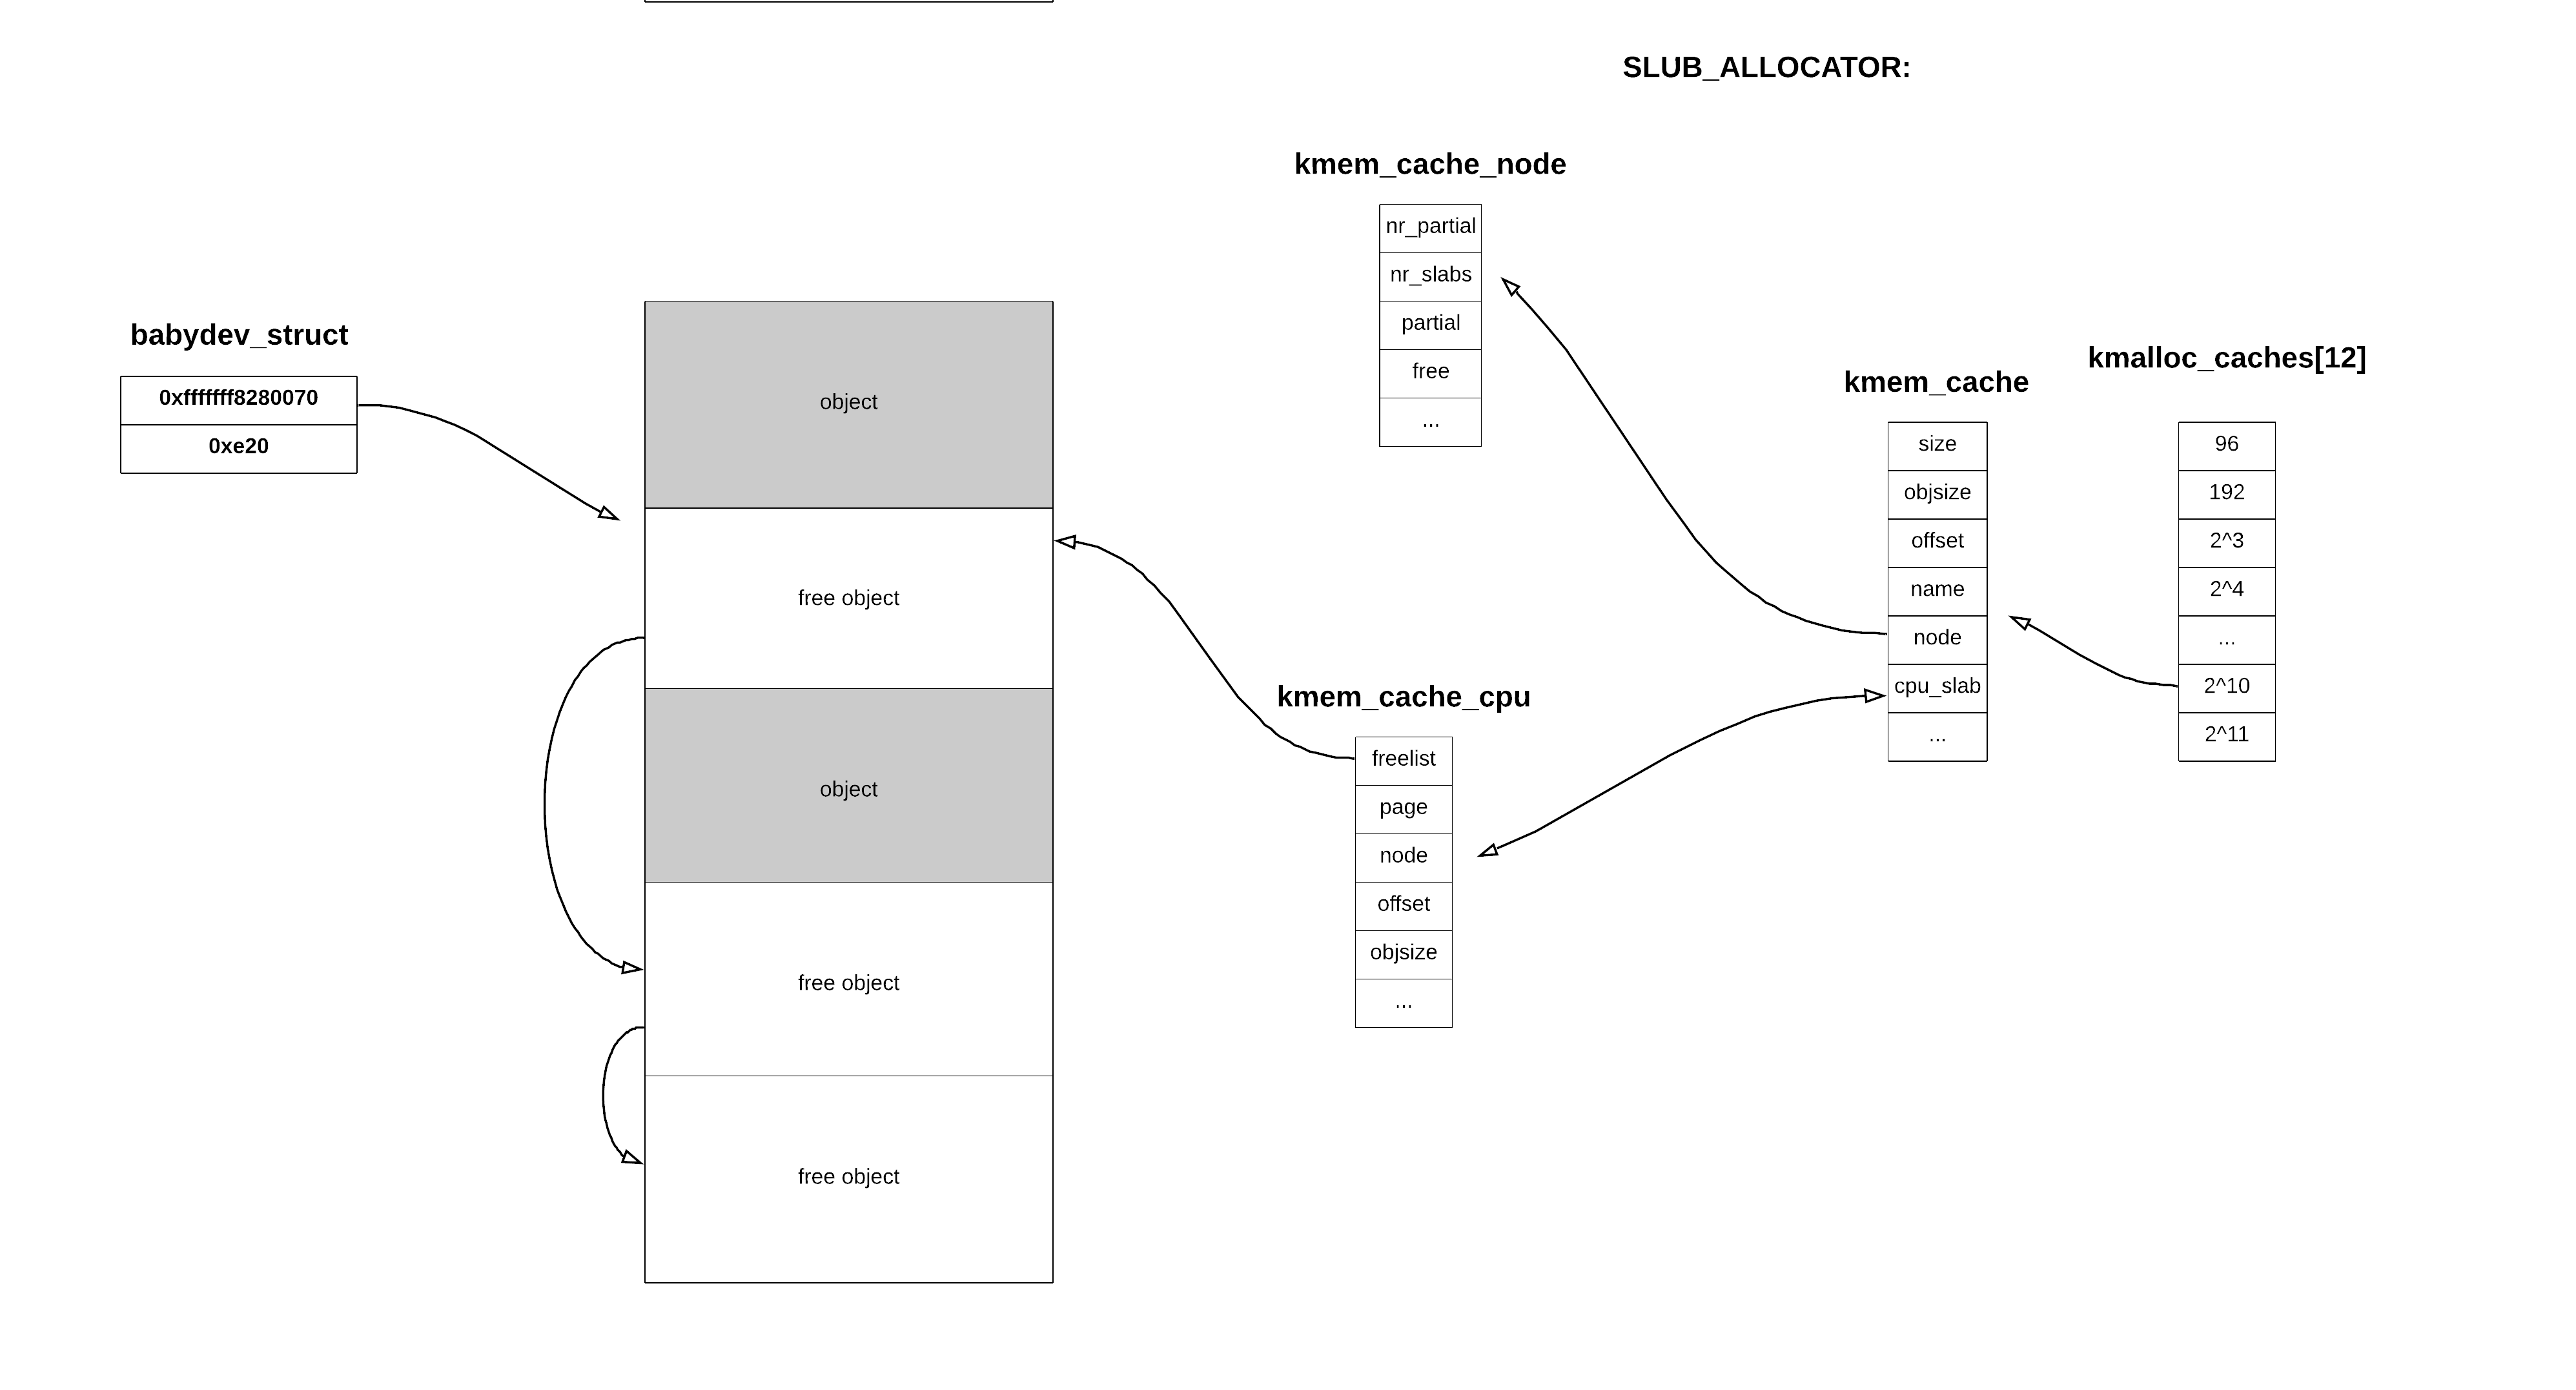 SLUB_ALLOCATOR:
babydev_struct
0xfffffff8280070
0xe20
object
free object
object
free object
free object
kmem_cache_node
nr_partial
nr_slabs
partial
free
...
kmem_cache_cpu
freelist
page
node
offset
objsize
...
kmem_cache
size
objsize
offset
name
node
cpu_slab
...
kmalloc_caches[12]
96
192
2^3
2^4
...
2^10
2^11